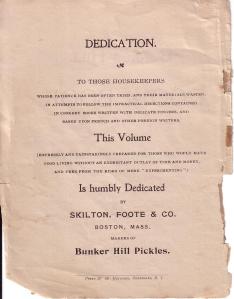 DEDICATION.
TO THOSE HOUSEKEEPERS
WHOSE PATIENCE HAS BEEN OFTEN TRIED, AND THEIR MATERIALS WASTED,
IN ATTEMPTS TO FOLLOW THE IMPRACTICAL DIRECTIONS CONTAINED
IN COOKERY BOOKS WRITTEN WITH DELICATE FINGERS, AND
BASED UPON FRENCH AND OTHER FOREIGN WRITERS,
This Volume
(EXPRESSLY AND PAINSTAKINGLY PREPARED FOR THOSE WHO WOULD HAVE
GOOD LIVING WITHOUT AN EXORBITANT OUTLAY OF TIME AND MONEY,
AND FREE FROM THE RISKS OF MERE "EXPERIMENTING")
Is humbly Dedicated
BY
SKILTON, FOOTE & CO.
BOSTON, MASS.
MAKERS OF
Bunker Hill Pickles.